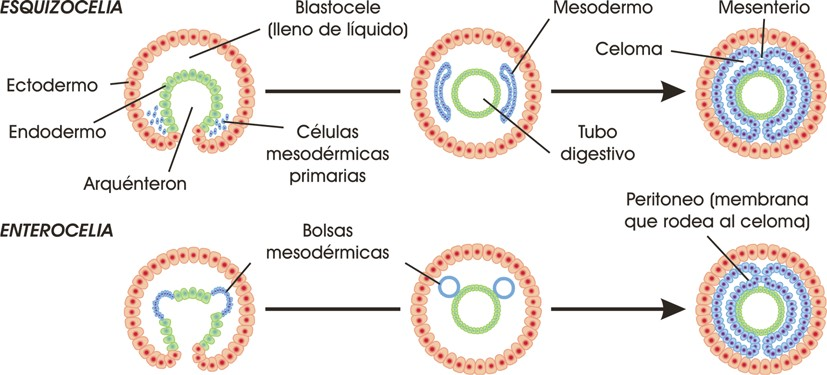 ESQUIZOCELIA
Blastocele
(lleno de líquido)
Mesodermo
Mesenterio
Celoma
Ectodermo
Endodermo
Arquénteron
Células
mesodérmicas
primarias
Tubo
digestivo
ENTEROCELIA
Bolsas
mesodérmicas
Peritoneo (membrana
que rodea al celoma)